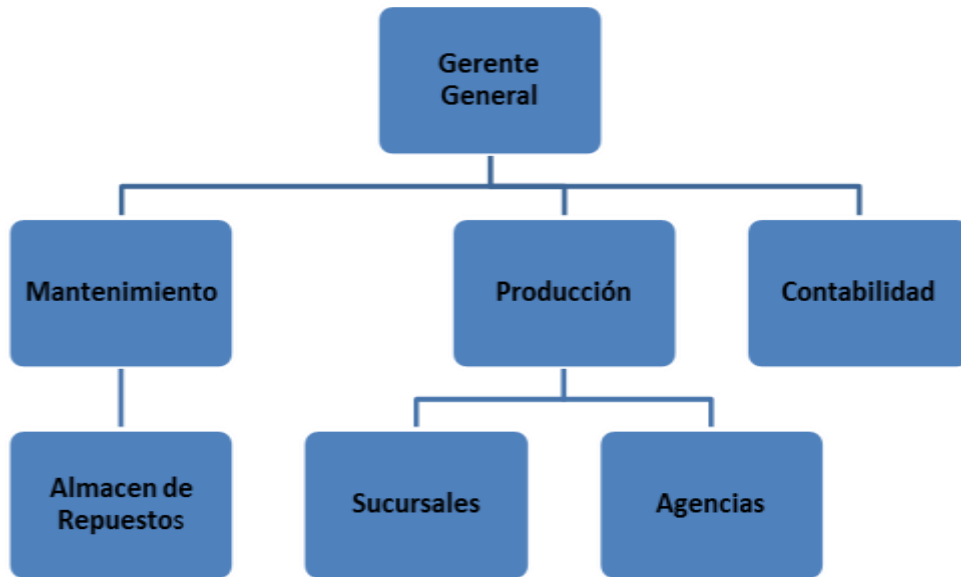 Gerente
General
Mantenimiento
Producción
Contabilidad
Almacen de
Repuestos
Sucursales
Agencias